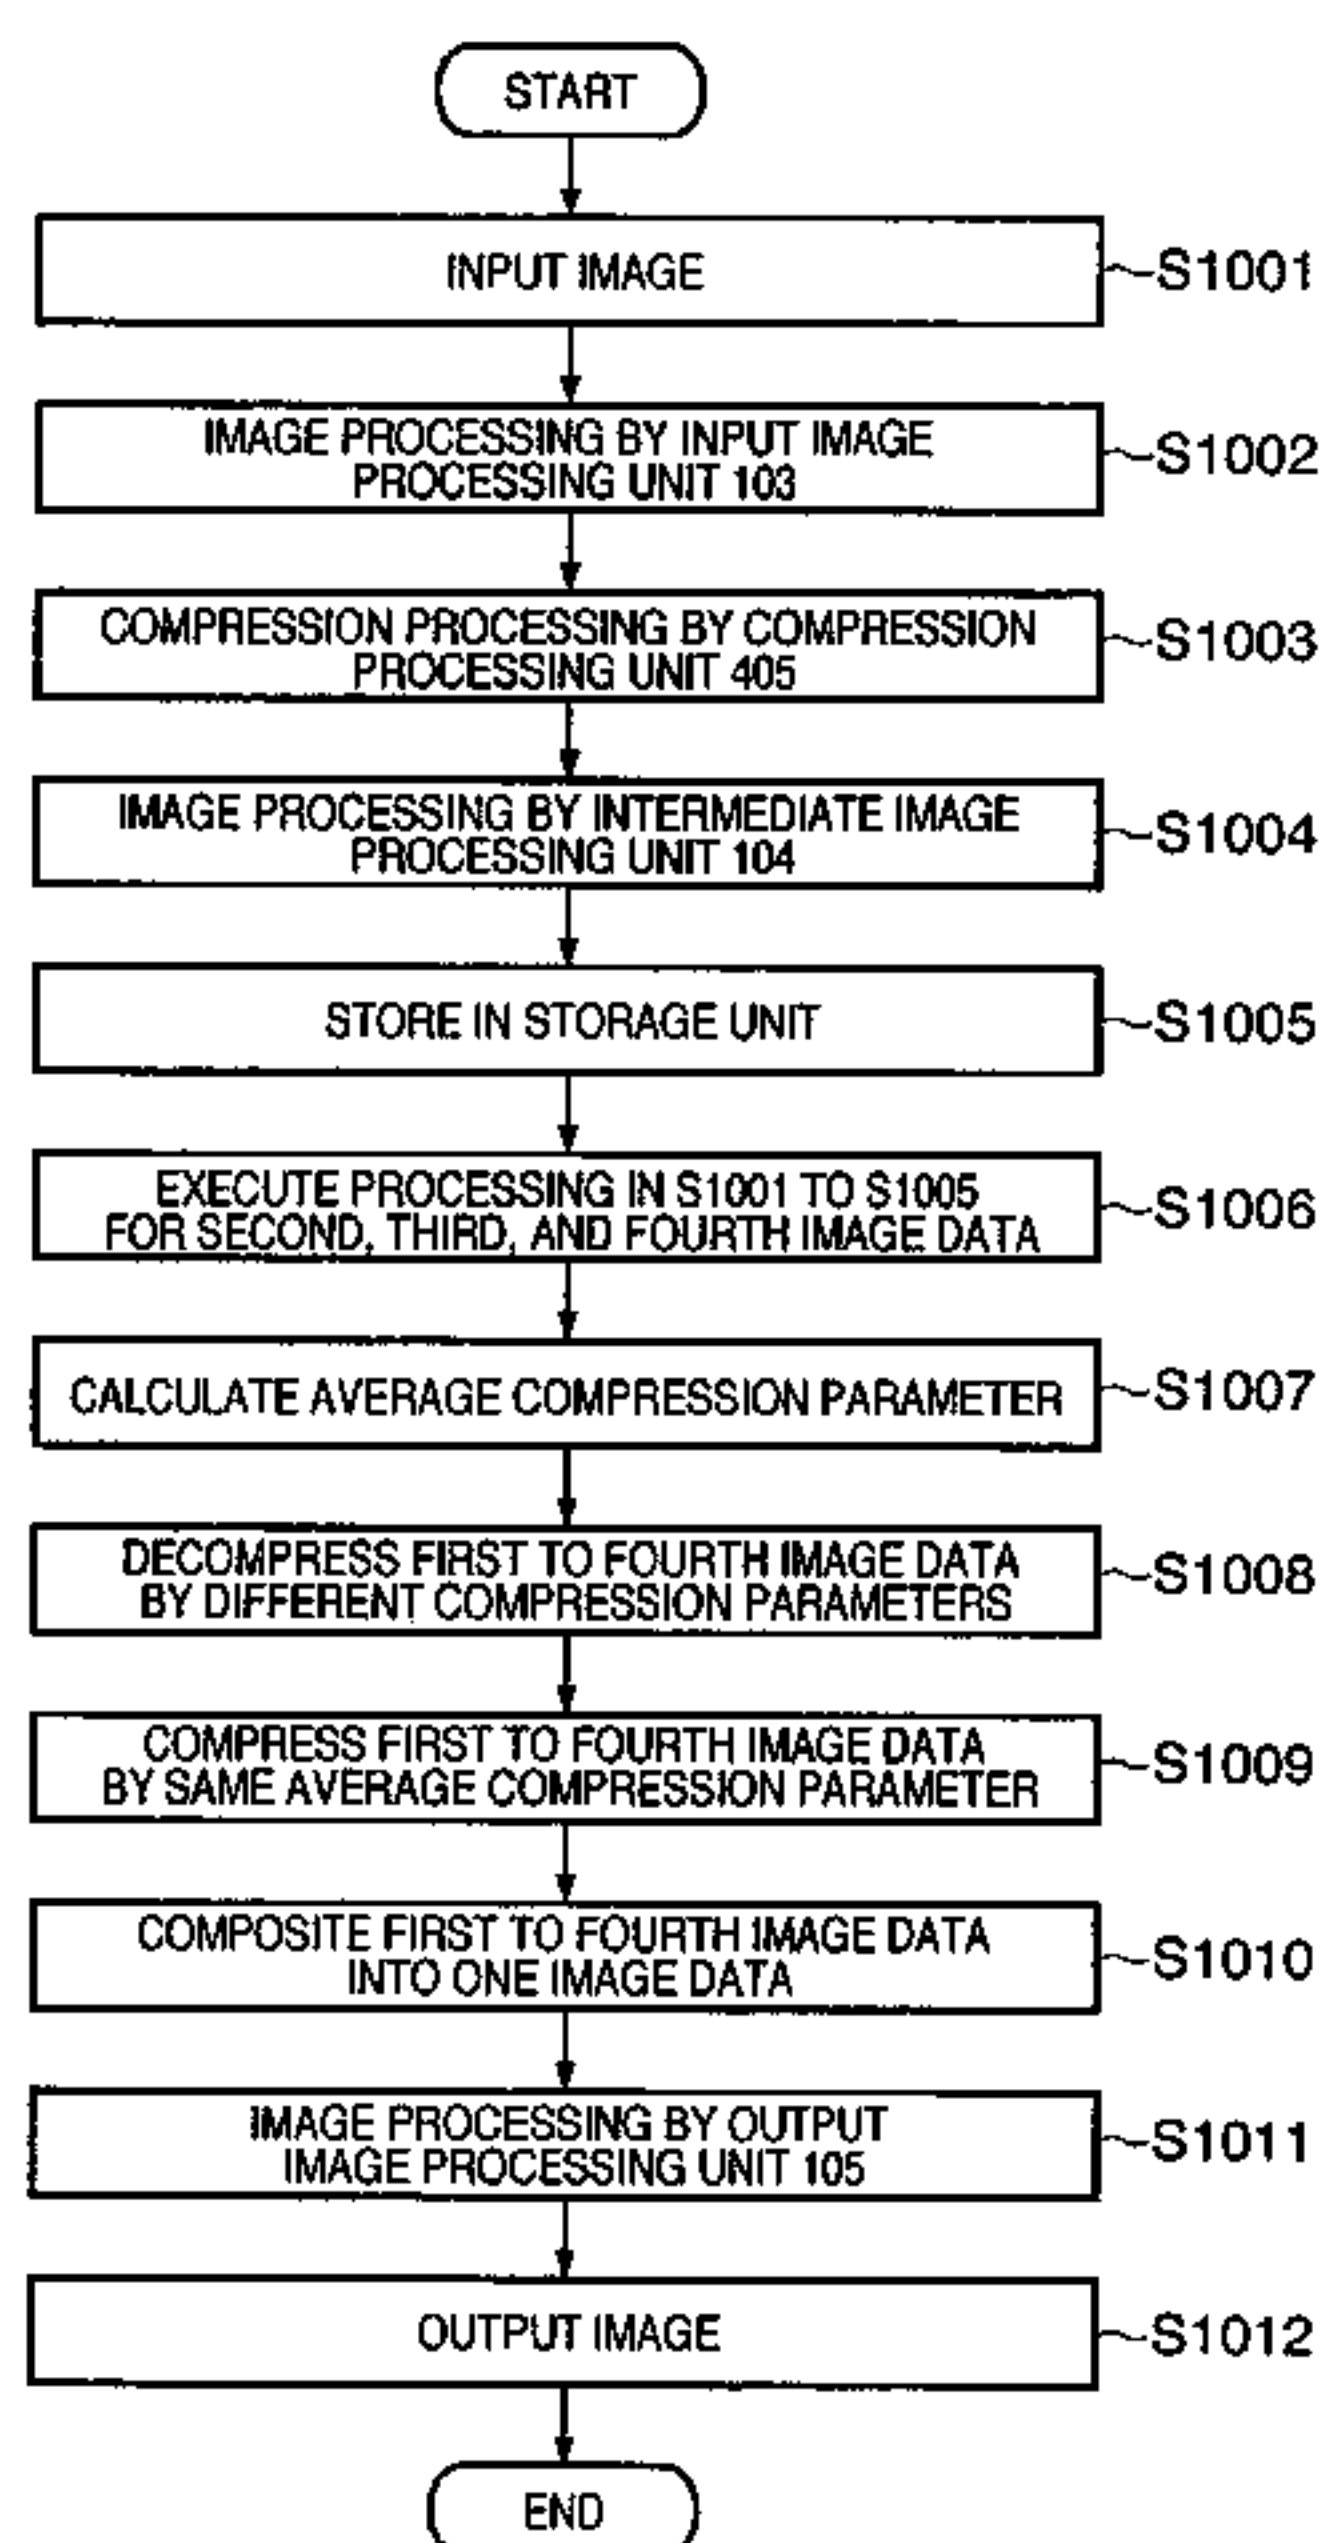 START
INPUT IMAGE
S1001
IMAGE PROCESSING BY INPUT IMAGE
PROCESSING UNIT 103
S1002
COMPRESSION PROCESSING BY COMPRESSION
PROCESSING UNIT 405
S1003
IMAGE PROCESSING BY INTERMEDIATE IMAGE
PROCESSING UNIT 104
S1004
STORE IN STORAGE UNIT
S1005
EXECUTE PROCESSING IN S1001 TO S1005
FOR SECOND, THIRD, AND FOURTH IMAGE DATA
S1006
CALCULATE AVERAGE COMPRESSION PARAMETER
S1007
DECOMPRESS FIRST TO FOURTH IMAGE DATA
BY DIFFERENT COMPRESSION PARAMETERS
S1008
COMPRESS FIRST TO FOURTH IMAGE DATA
BY SAME AVERAGE COMPRESSION PARAMETER
S1009
COMPOSITE FIRST TO FOURTH IMAGE DATA
INTO ONE IMAGE DATA
S1010
IMAGE PROCESSING BY OUTPUT
IMAGE PROCESSING UNIT 105
S1011
OUTPUT IMAGE
S1012
END